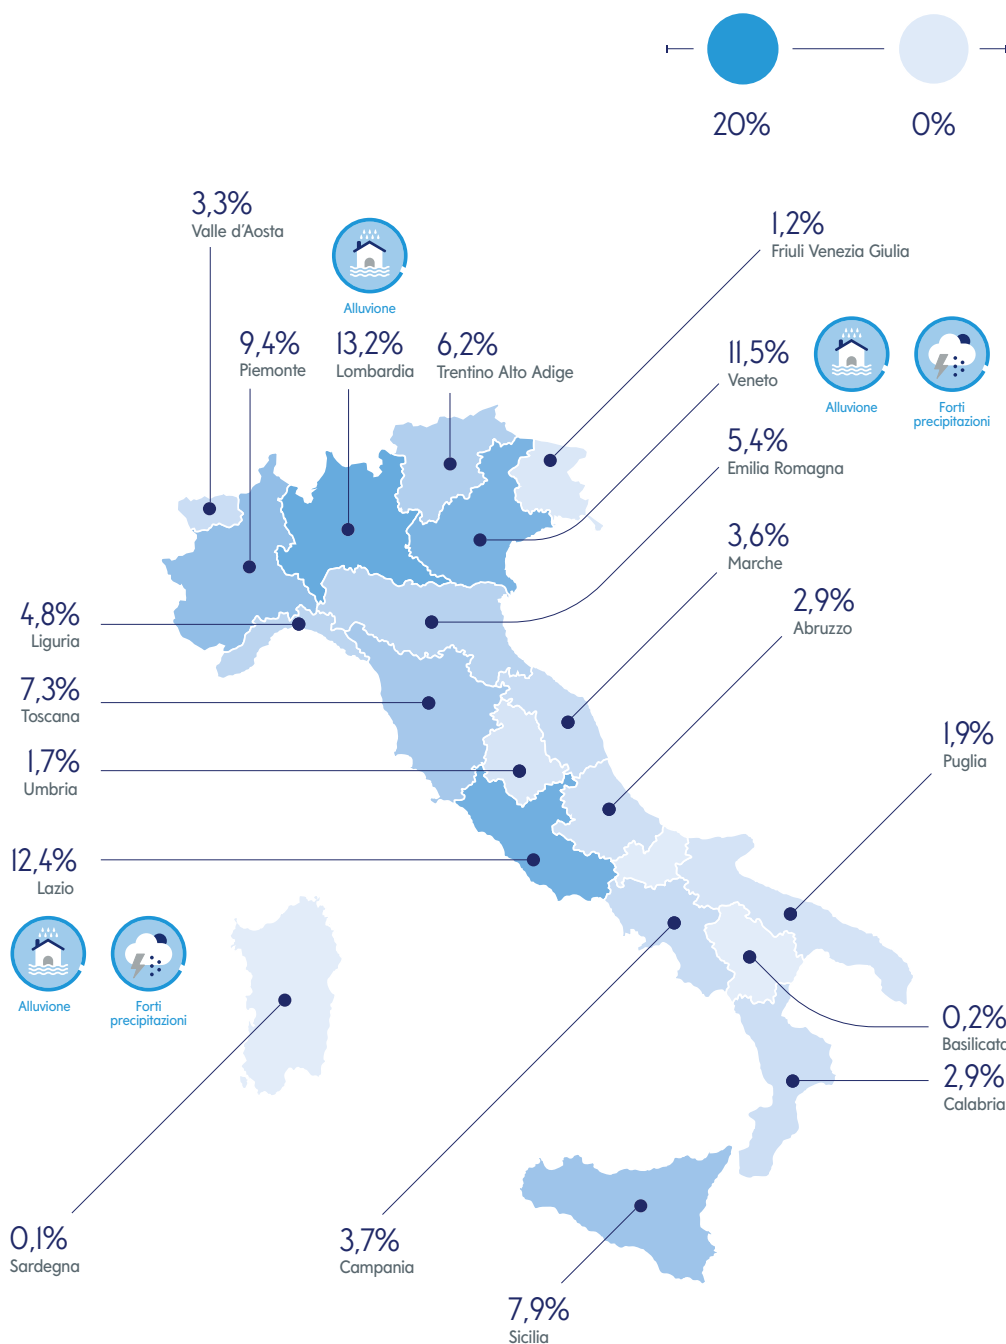 20%
0%
3,3%
Valle d'Aosta
Alluvione
1,2%
Friuli Venezia Giulia
9,4%
Piemonte
13,2%
Lombardia
6,2%
Trentino Alto Adige
11,5%
Veneto
Alluvione
Forti
precipitazioni
5,4%
Emilia Romagna
3,6%
Marche
2,9%
Abruzzo
4,8%
Liguria
7,3%
Toscana
1,7%
Umbria
1,9%
Puglia
12,4%
Lazio
Alluvione
Forti
precipitazioni
0,2%
Basilicata
2,9%
Calabria
0,1%
Sardegna
3,7%
Campania
7,9%
Sicilia